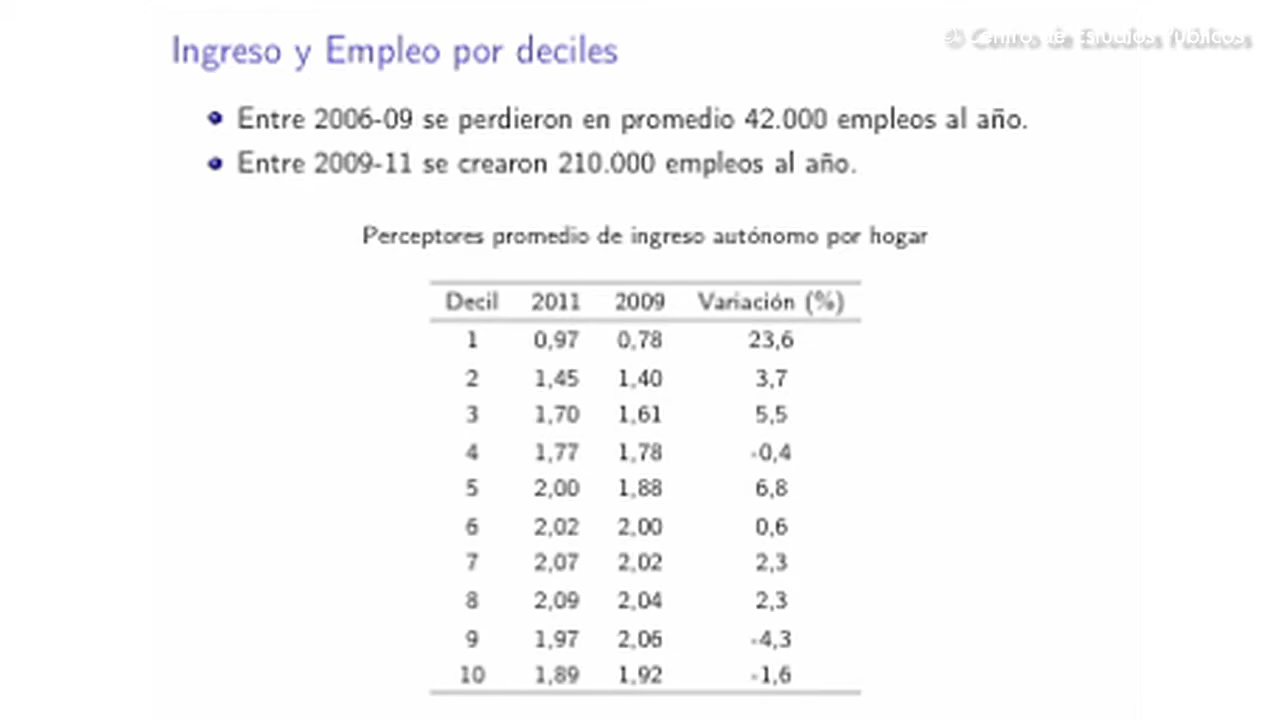 © Centro de Estudios Públicos
Ingreso y Empleo por deciles
Entre 2006-09 se perdieron en promedio 42.000 empleos al año.
Entre 2009-11 se crearon 210.000 empleos al año.
Perceptores promedio de ingreso autónomo por hogar
Decil 2011 2009 Variación (%)
1 0,97 0,78 23,6
2 1,45 1,40 3,7
3 1,70 1,61 5,5
4 1,77 1,78 -0,4
5 2,00 1,88 6,8
6 2,02 2,00 0,6
7 2,07 2,02 2,3
8 2,09 2,04 2,3
9 1,97 2,06 -4,3
10 1,89 1,92 -1,6